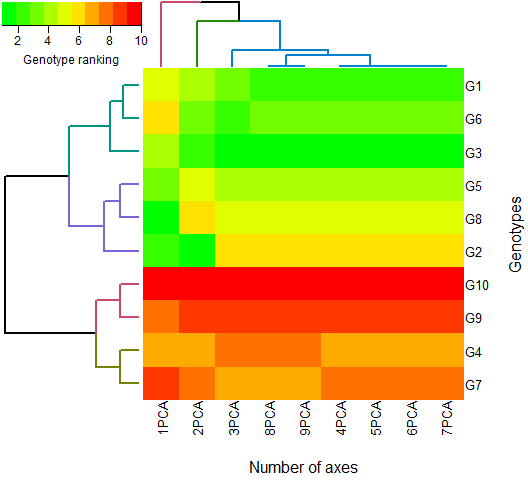 2 4 6 8 10
Genotype ranking
G1
G6
G3
G5
G8
G2
G10
G9
G4
G7
Genotypes
1PCA 2PCA 3PCA 8PCA 9PCA 4PCA 5PCA 6PCA 7PCA
Number of axes